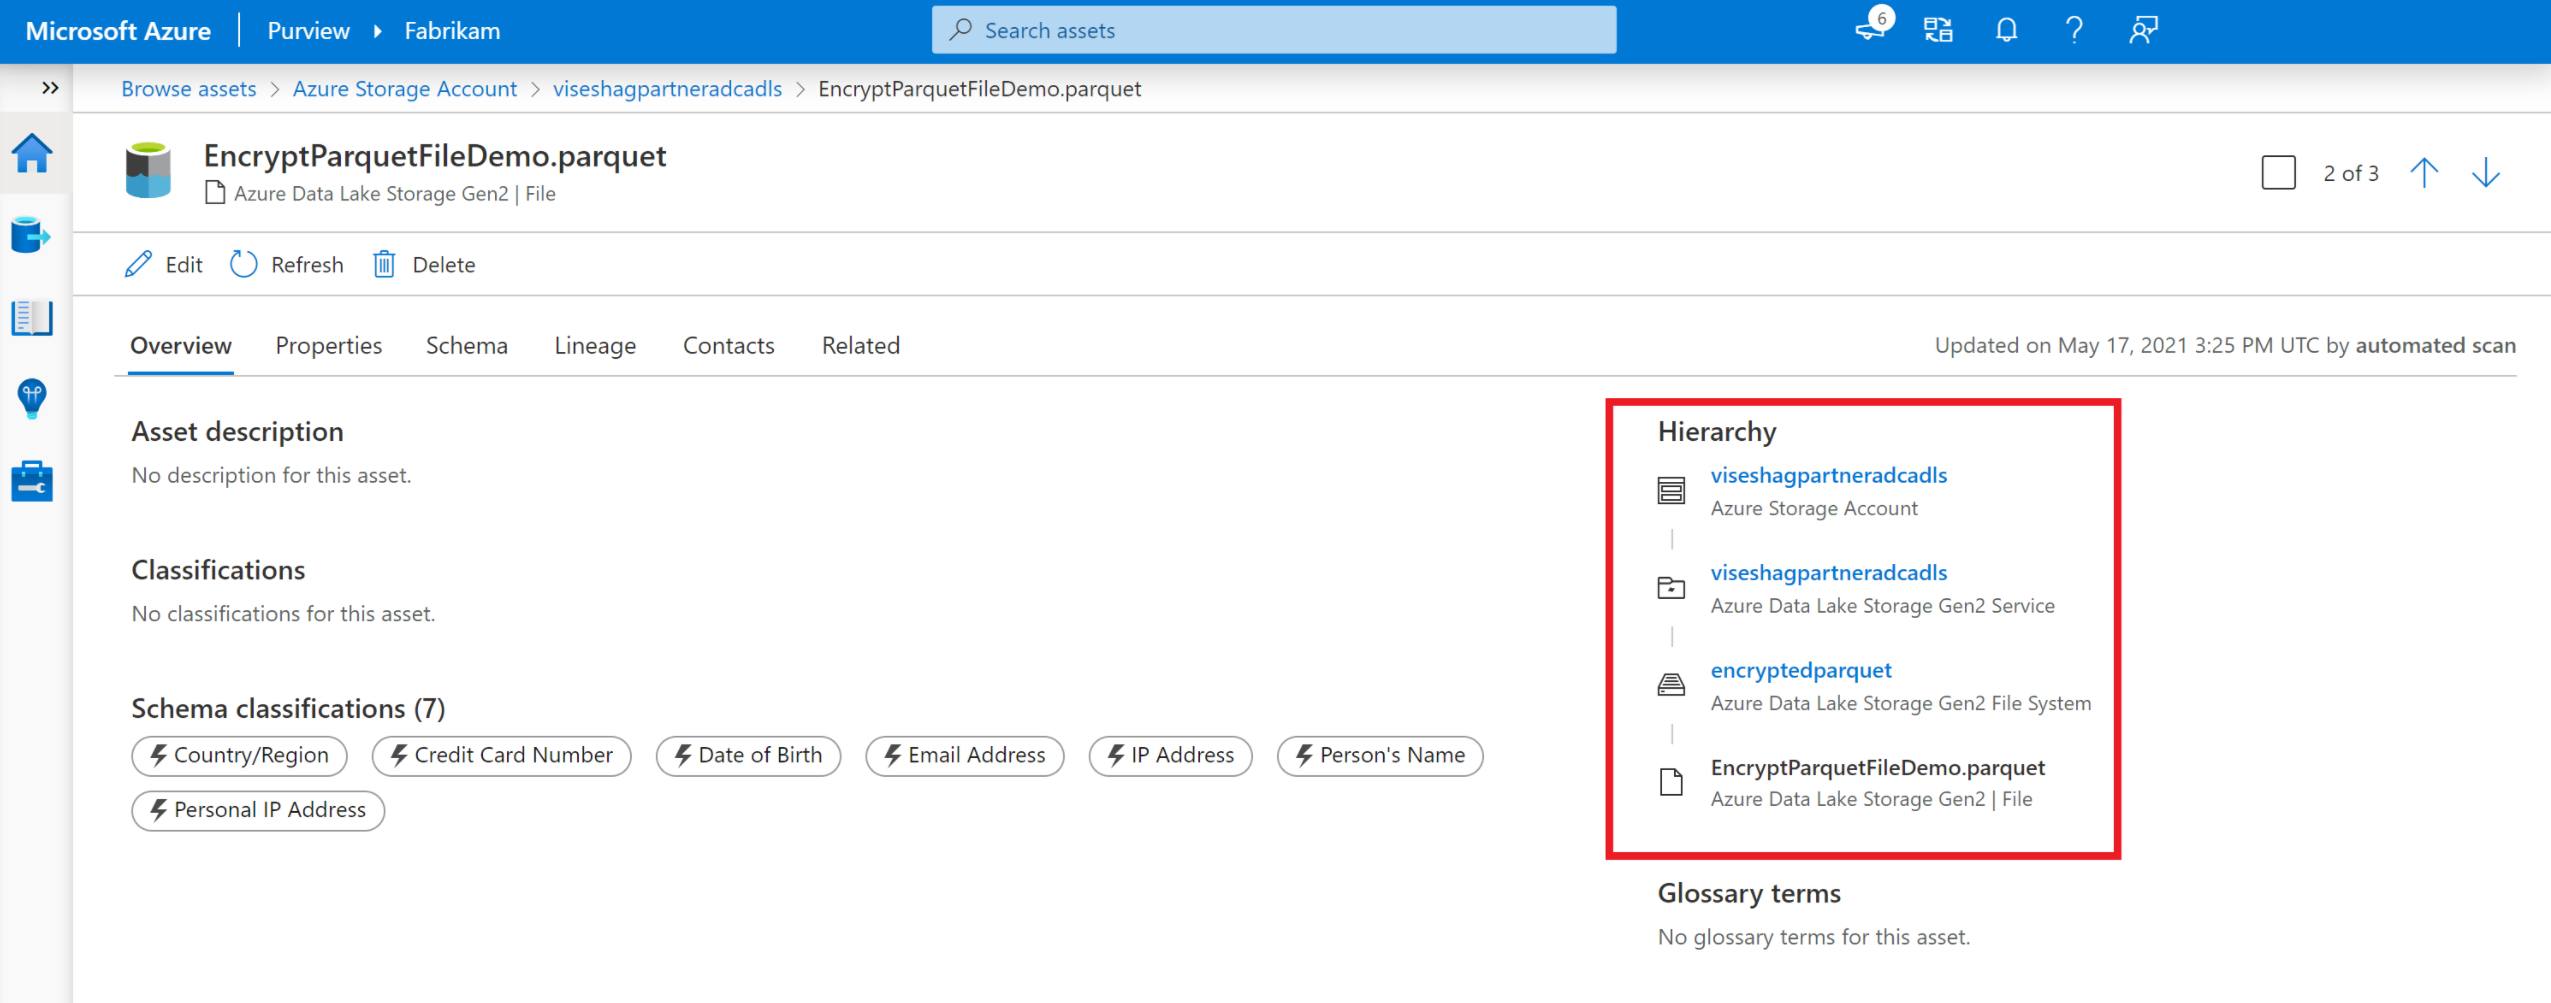 Microsoft Azure Purview Fabrikam Search assets 6
Browse assets > Azure Storage Account > viseshagpartneradcadls > EncryptParquetFileDemo.parquet
EncryptParquetFileDemo.parquet
Azure Data Lake Storage Gen2 | File
2 of 3
Edit Refresh Delete
Overview Properties Schema Lineage Contacts Related
Updated on May 17, 2021 3:25 PM UTC by automated scan
Asset description
No description for this asset.
Classifications
No classifications for this asset.
Schema classifications (7)
Country/Region Credit Card Number Date of Birth Email Address IP Address Person's Name
Personal IP Address
Hierarchy
viseshagpartneradcadls
Azure Storage Account
viseshagpartneradcadls
Azure Data Lake Storage Gen2 Service
encryptedparquet
Azure Data Lake Storage Gen2 File System
EncryptParquetFileDemo.parquet
Azure Data Lake Storage Gen2 | File
Glossary terms
No glossary terms for this asset.